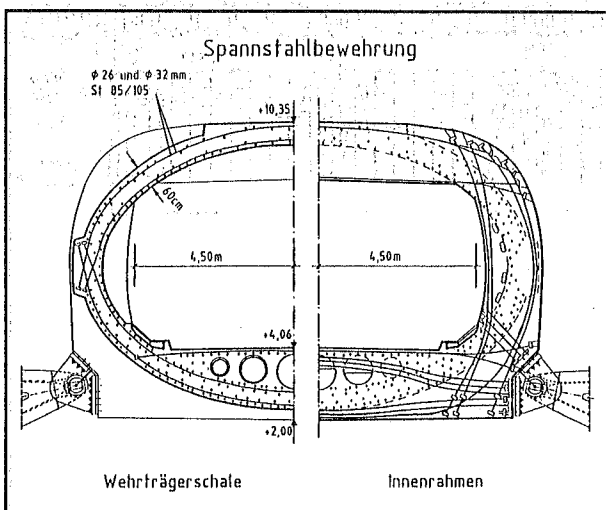 Spannstahlbewehrung
ϕ 26 und ϕ 32 mm
St 85/105
+10,35
60cm
4,50m
4,50m
+4,06
+2,00
Wehrträgerschale
Innenrahmen